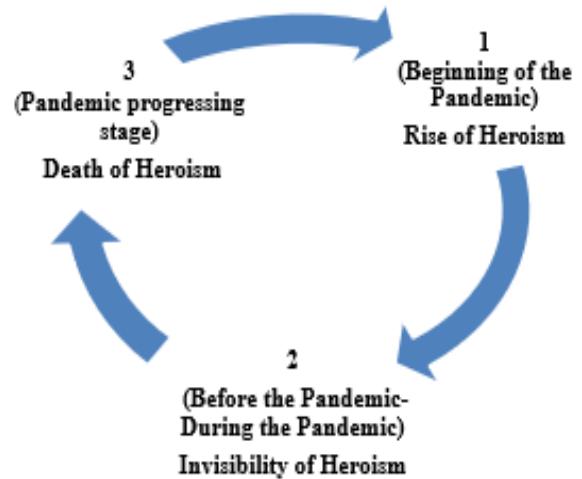 1
(Beginning of the
Pandemic)
Rise of Heroism
2
(Before the Pandemic-
During the Pandemic)
Invisibility of Heroism
3
(Pandemic progressing
stage)
Death of Heroism